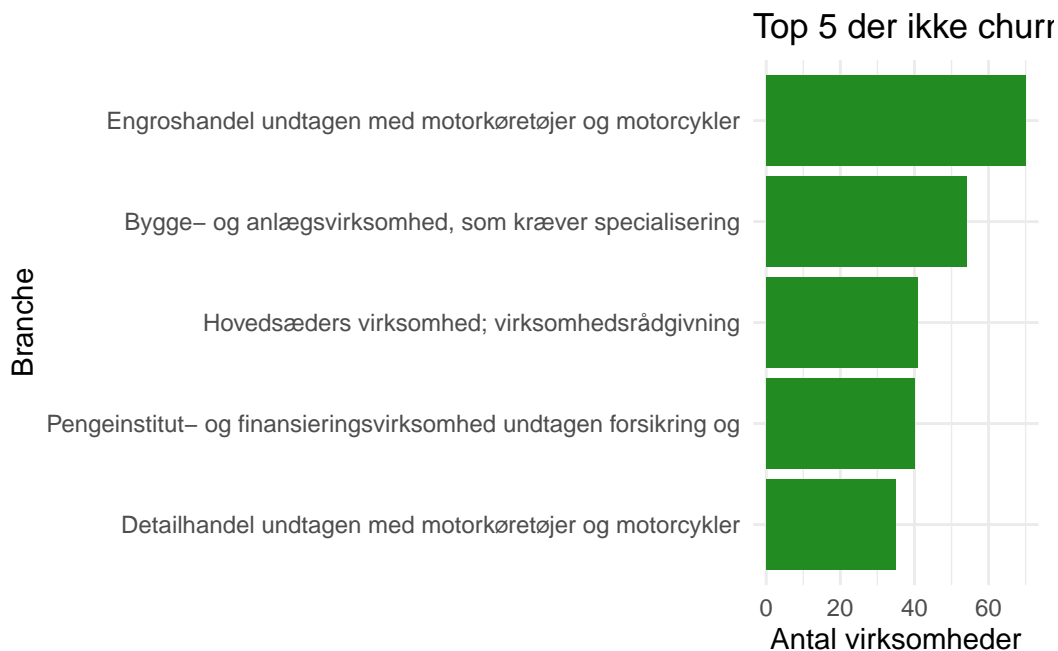 Top 5 der ikke churn
Engroshandel undtagen med motorkøretøjer og motorcykler
Bygge− og anlægsvirksomhed, som kræver specialisering
Hovedsæders virksomhed; virksomhedsrådgivning
Pengeinstitut− og finansieringsvirksomhed undtagen forsikring og
Detailhandel undtagen med motorkøretøjer og motorcykler
Branche
0 20 40 60
Antal virksomheder